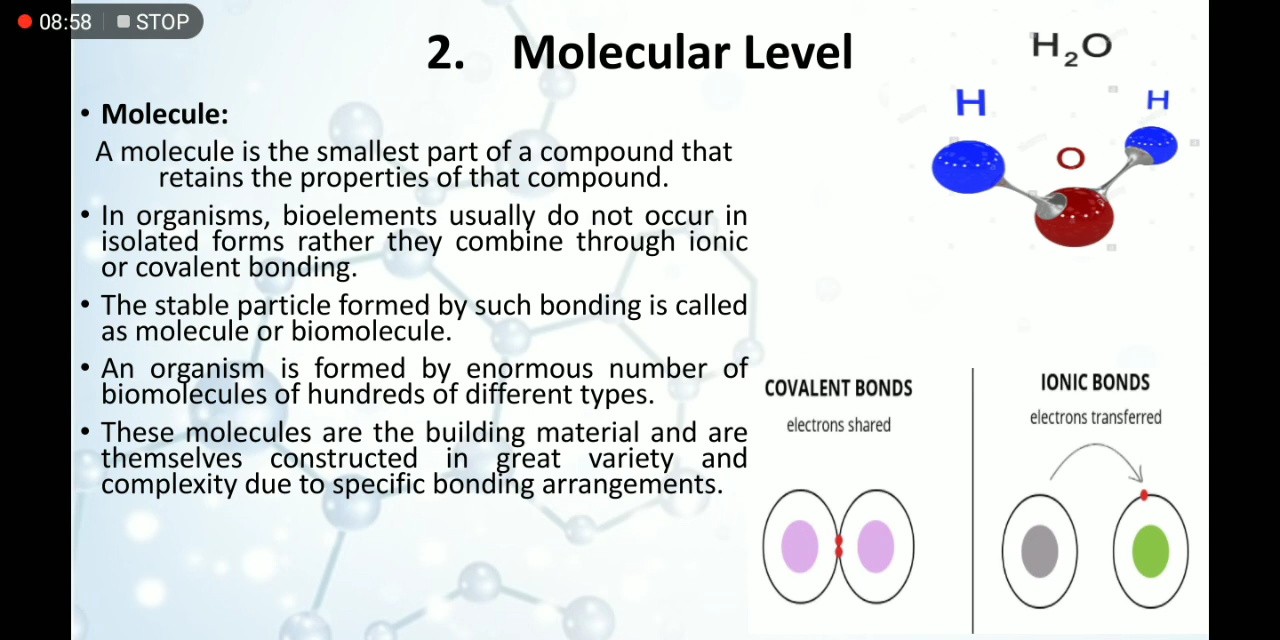 08:58 STOP
2. Molecular Level
• Molecule:
A molecule is the smallest part of a compound that
retains the properties of that compound.
• In organisms, bioelements usually do not occur in
isolated forms rather they combine through ionic
or covalent bonding.
• The stable particle formed by such bonding is called
as molecule or biomolecule.
• An organism is formed by enormous number of
biomolecules of hundreds of different types.
• These molecules are the building material and are
themselves constructed in great variety and
complexity due to specific bonding arrangements.
H₂O
H
H
O
COVALENT BONDS
electrons shared
IONIC BONDS
electrons transferred